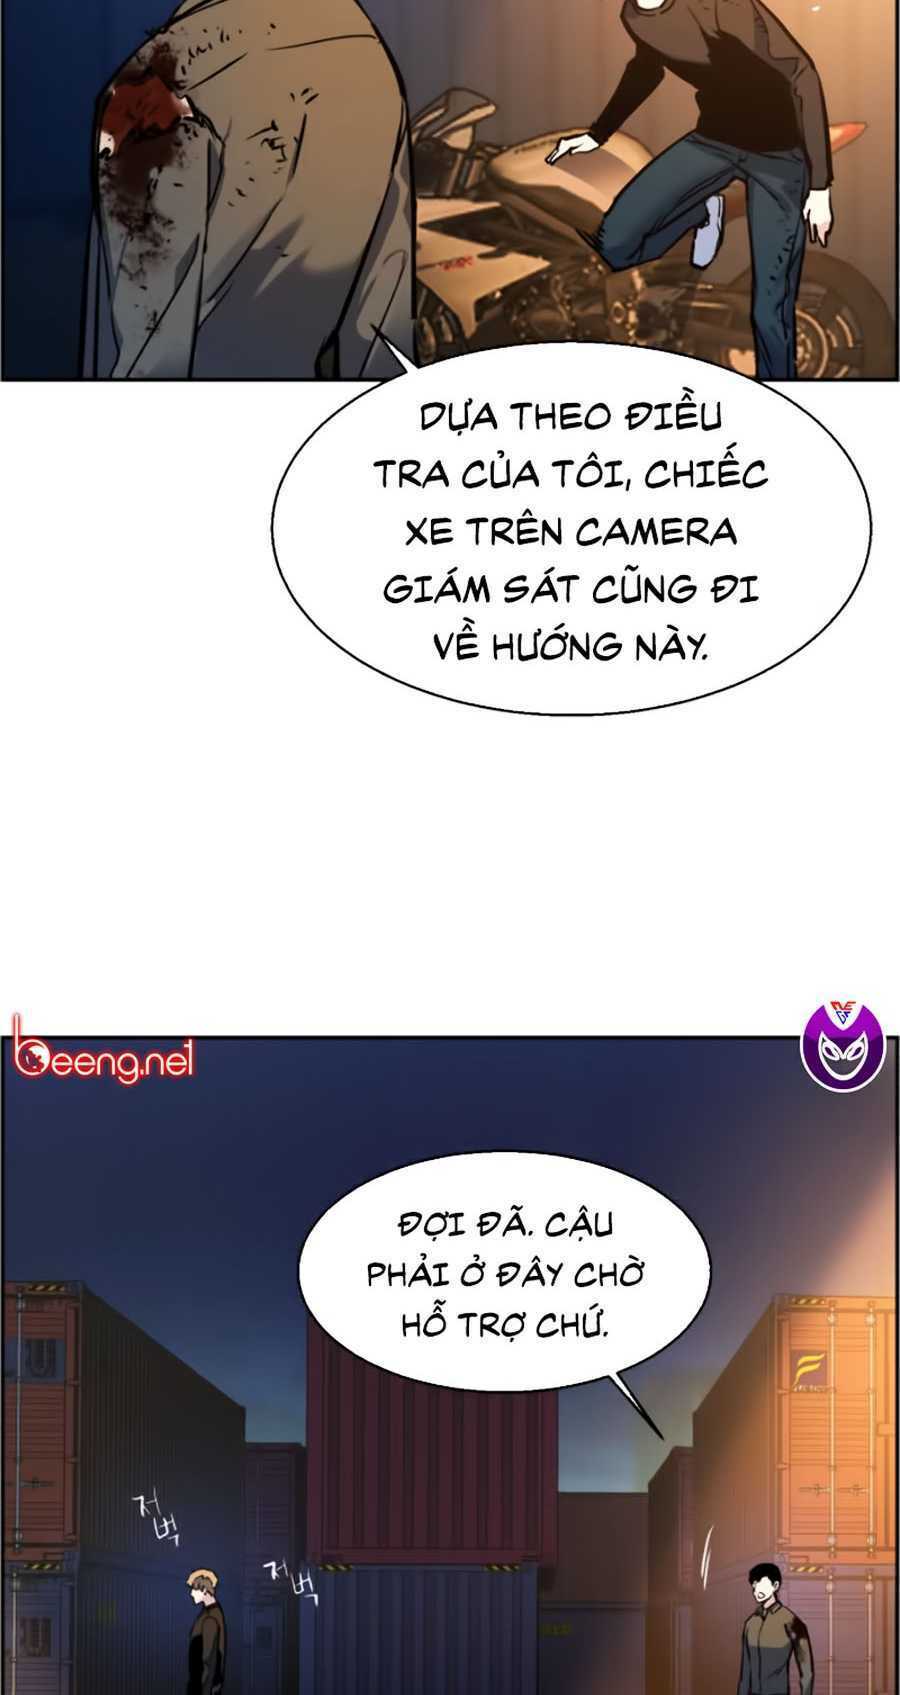 DỰA THEO ĐIỀU
TRA CỦA TÔI, CHIẾC
XE TRÊN CAMERA
GIÁM SÁT CŨNG ĐI
VỀ HƯỚNG NÀY.
beeng.net
ĐỢI ĐÃ. CẬU
PHẢI Ở ĐÂY CHỜ
HỖ TRỢ CHỨ.
저벅
저벅